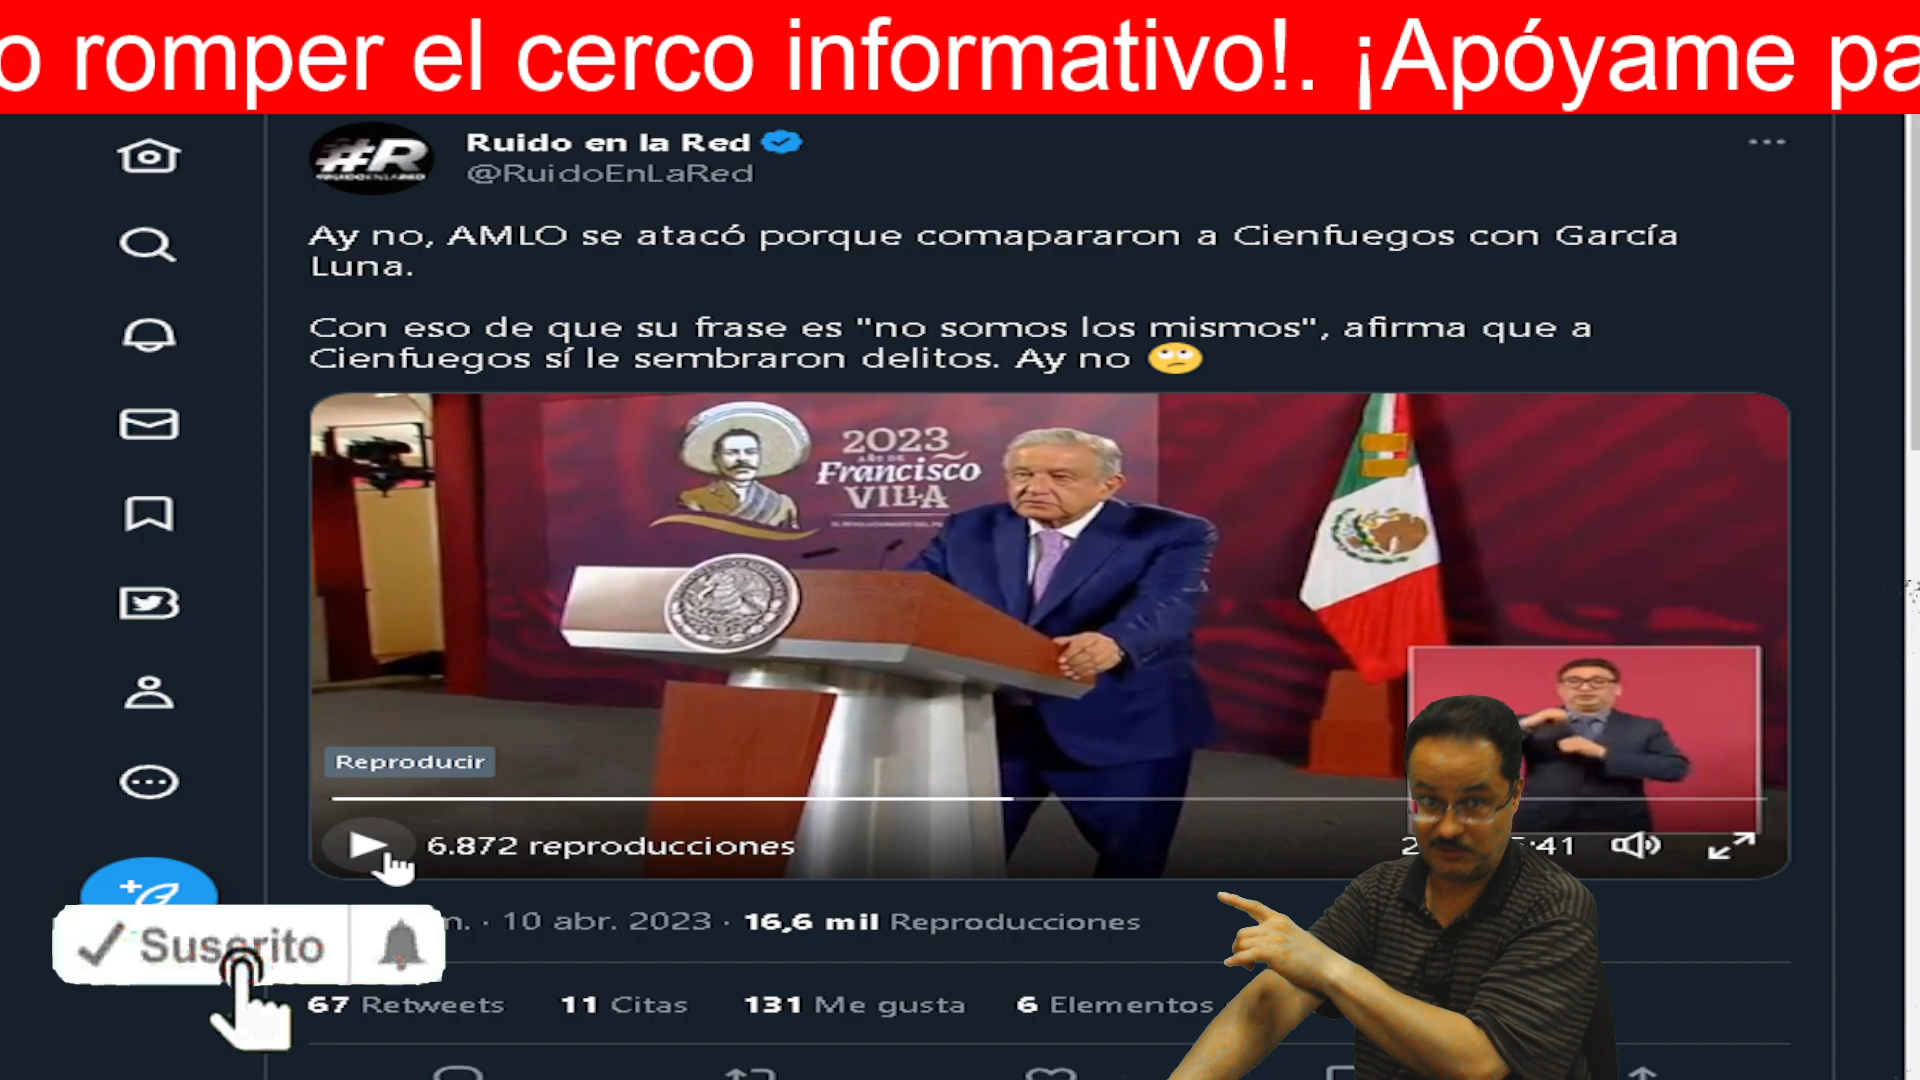 o romper el cerco informativo!. ¡Apóyame pa
#R
Ruido en la Red
@RuidoEnLaRed
Ay no, AMLO se atacó porque comapararon a Cienfuegos con García
Luna.
Con eso de que su frase es "no somos los mismos", afirma que a
Cienfuegos sí le sembraron delitos. Ay no
2023
AÑO DE
Francisco
VILLA
Reproducir
6.872 reproducciones
:41
10 abr. 2023 · 16,6 mil Reproducciones
Suscrito
67 Retweets 11 Citas 131 Me gusta 6 Elementos